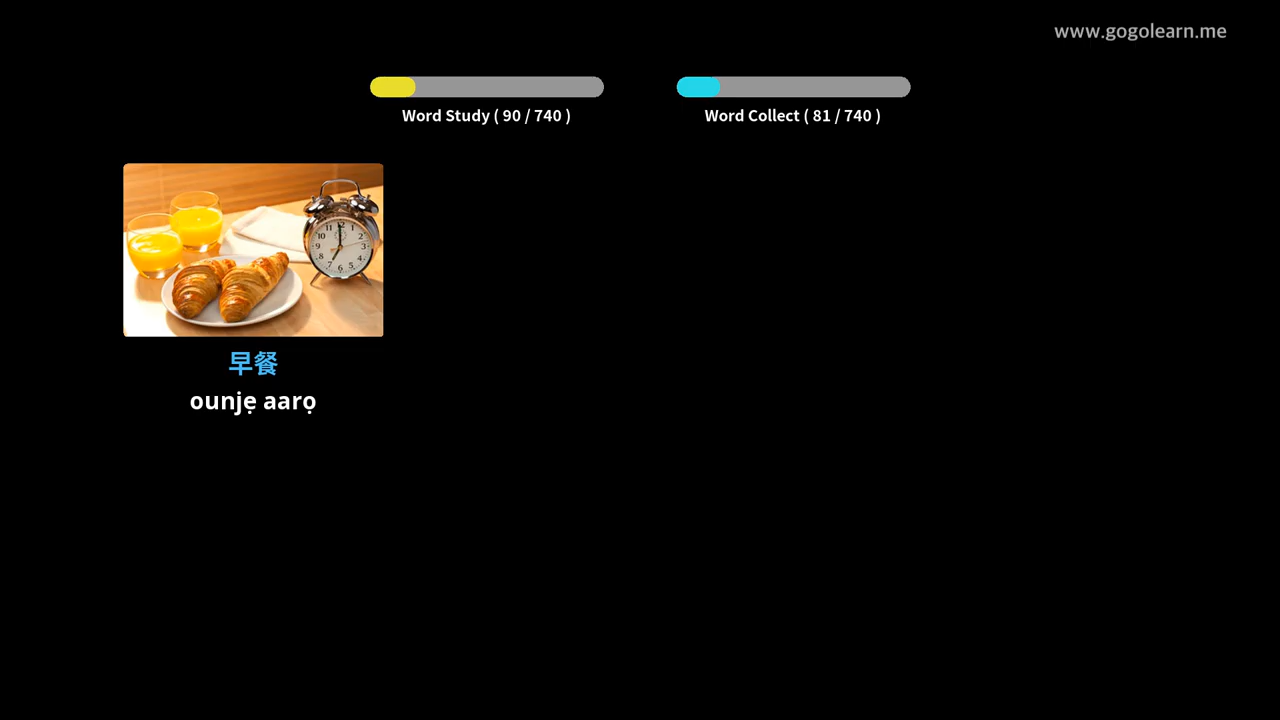 www.gogolearn.me
Word Study ( 90 / 740 )
Word Collect ( 81 / 740 )
早餐
ounjẹ aarọ